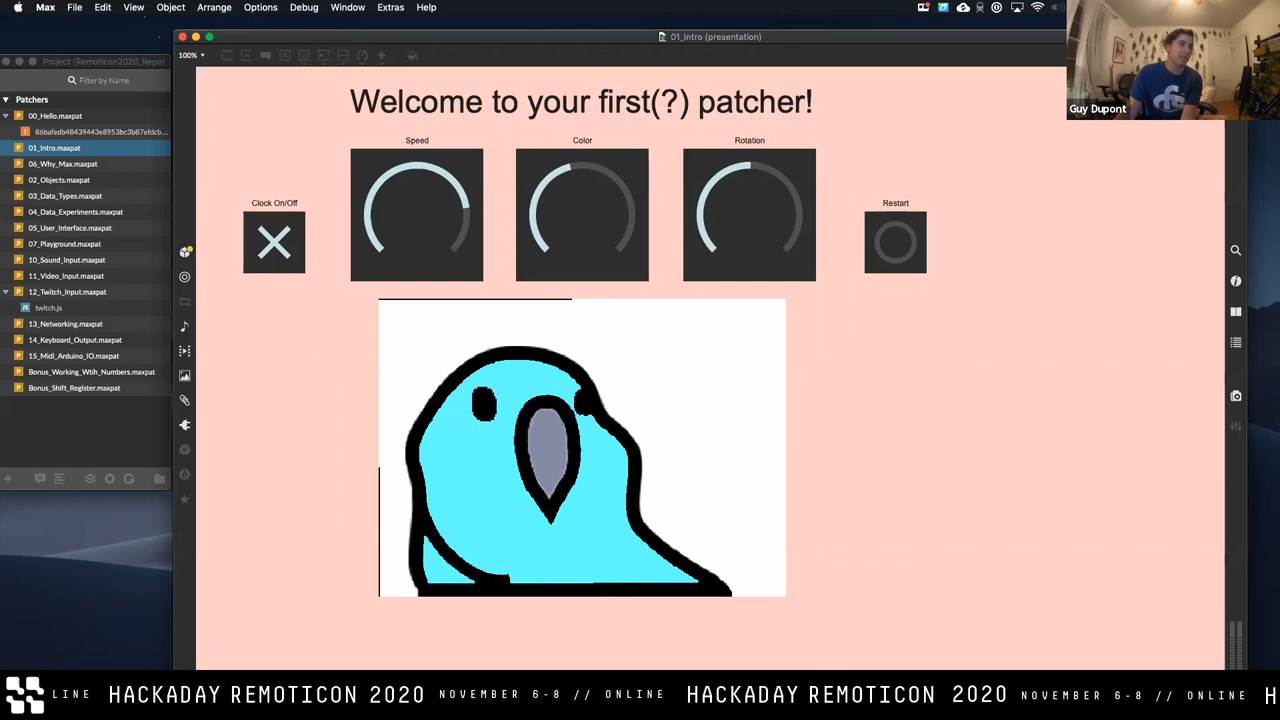 Max File Edit View Object Arrange Options Debug Window Extras Help
Project (Remoticon2020_Repo)
Filter by Name
Patchers
00_Hello.maxpat
86bafedb48439443e8953bc3b87efdcb...
01_Intro.maxpat
06_Why_Max.maxpat
02_Objects.maxpat
03_Data_Types.maxpat
04_Data_Experiments.maxpat
05_User_Interface.maxpat
07_Playground.maxpat
10_Sound_Input.maxpat
11_Video_Input.maxpat
12_Twitch_Input.maxpat
twitch.js
13_Networking.maxpat
14_Keyboard_Output.maxpat
15_Midi_Arduino_IO.maxpat
Bonus_Working_Wtih_Numbers.maxpat
Bonus_Shift_Register.maxpat
01_Intro (presentation)
100%
Welcome to your first(?) patcher!
Speed Color Rotation
Clock On/Off
Restart
Guy Dupont
LINE HACKADAY REMOTICON 2020 NOVEMBER 6-8 // ONLINE HACKADAY REMOTICON 2020 NOVEMBER 6-8 // ONLINE H